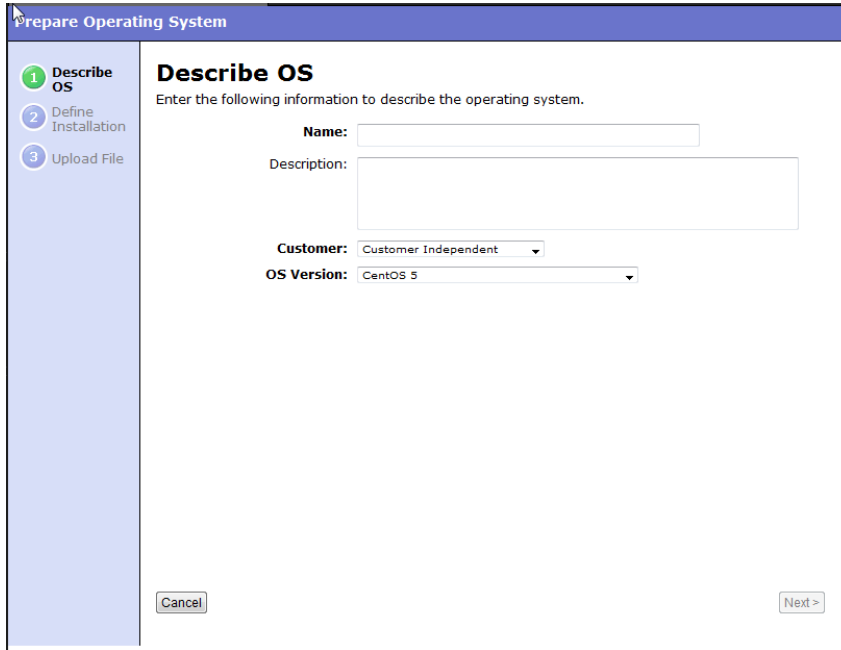 Prepare Operating System
1 Describe
OS
2 Define
Installation
3 Upload File
Describe OS
Enter the following information to describe the operating system.
Name:
Description:
Customer: Customer Independent
OS Version: CentOS 5
Cancel Next >